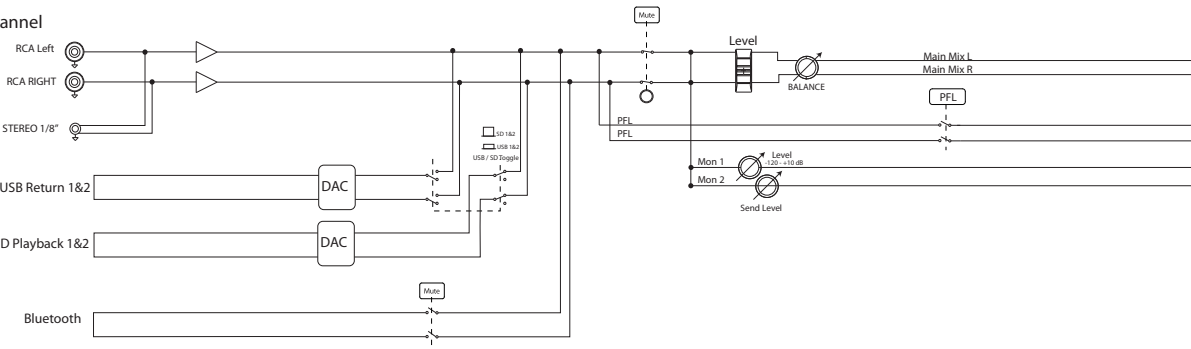 annel
RCA Left
RCA RIGHT
STEREO 1/8"
USB Return 1&2
D Playback 1&2
Bluetooth
DAC
DAC
SD 1&2
USB 1&2
USB / SD Toggle
Mute
Mute
Level
BALANCE
Main Mix L
Main Mix R
PFL
PFL
PFL
Mon 1
Mon 2
Level
-120 - +10 dB
Send Level